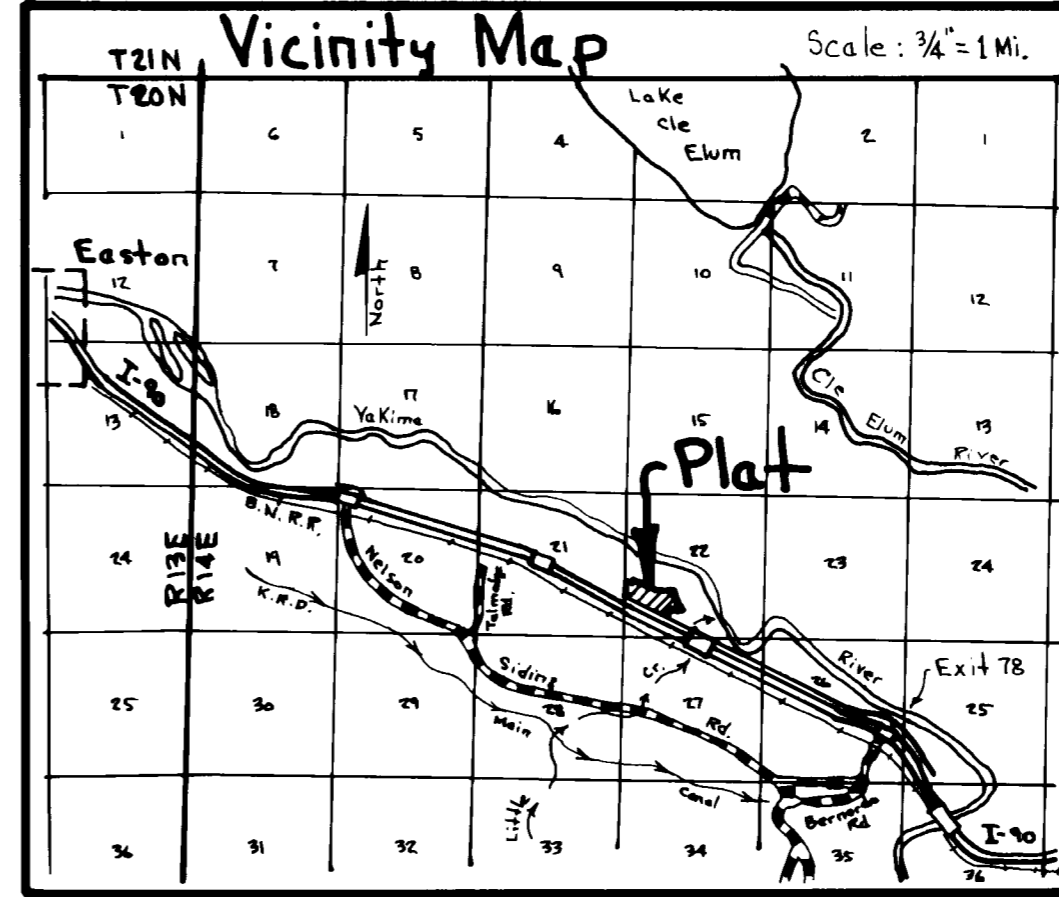 Vicinity Map
Scale: 3/4" = 1 Mi.
T21N
T20N
1 6 5 4 2 1
Lake
Cle
Elum
Easton
12 7 8 9 10 11 12
North
I-90
13 18 17 16 15 14 13
Yakima
Cle
Elum
River
Plat
B.N.R.R.
24 19 20 21 22 23 24
R13E
R14E
Nelson
Talmadge
Rd.
K.R.D.
Siding
Cr.
River
Exit 78
25 30 29 28 27 26 25
Rd.
Main
Canal
Little
Bernardo
Rd
I-90
36 31 32 33 34 35 36